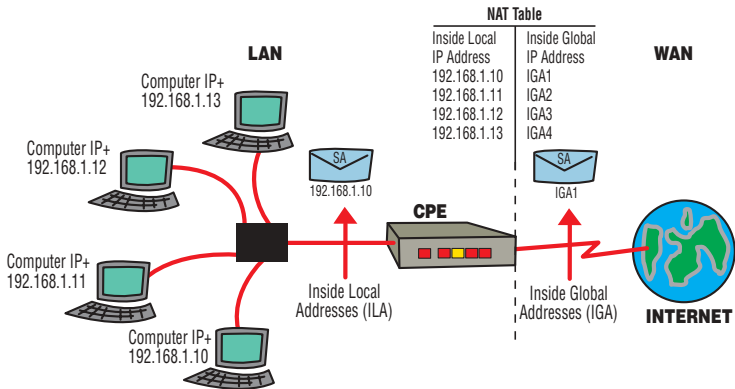 NAT Table
Inside Local
IP Address
192.168.1.10
192.168.1.11
192.168.1.12
192.168.1.13
Inside Global
IP Address
IGA1
IGA2
IGA3
IGA4
LAN
WAN
Computer IP+
192.168.1.13
Computer IP+
192.168.1.12
Computer IP+
192.168.1.11
Computer IP+
192.168.1.10
SA
192.168.1.10
CPE
SA
IGA1
Inside Local
Addresses (ILA)
Inside Global
Addresses (IGA)
INTERNET